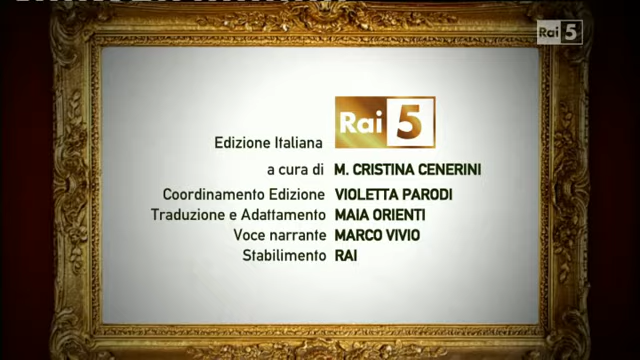 Rai 5
Edizione Italiana Rai 5
a cura di M. CRISTINA CENERINI
Coordinamento Edizione VIOLETTA PARODI
Traduzione e Adattamento MAIA ORIENTI
Voce narrante MARCO VIVIO
Stabilimento RAI